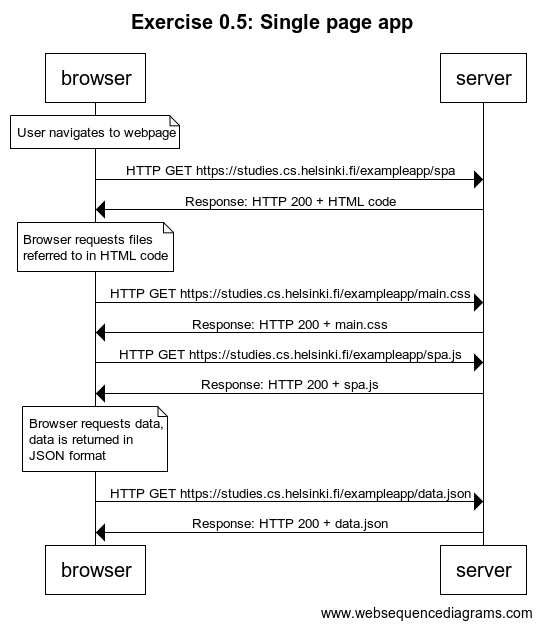 Exercise 0.5: Single page app
browser
server
User navigates to webpage
HTTP GET https://studies.cs.helsinki.fi/exampleapp/spa
Response: HTTP 200 + HTML code
Browser requests files
referred to in HTML code
HTTP GET https://studies.cs.helsinki.fi/exampleapp/main.css
Response: HTTP 200 + main.css
HTTP GET https://studies.cs.helsinki.fi/exampleapp/spa.js
Response: HTTP 200 + spa.js
Browser requests data,
data is returned in
JSON format
HTTP GET https://studies.cs.helsinki.fi/exampleapp/data.json
Response: HTTP 200 + data.json
browser
server
www.websequencediagrams.com